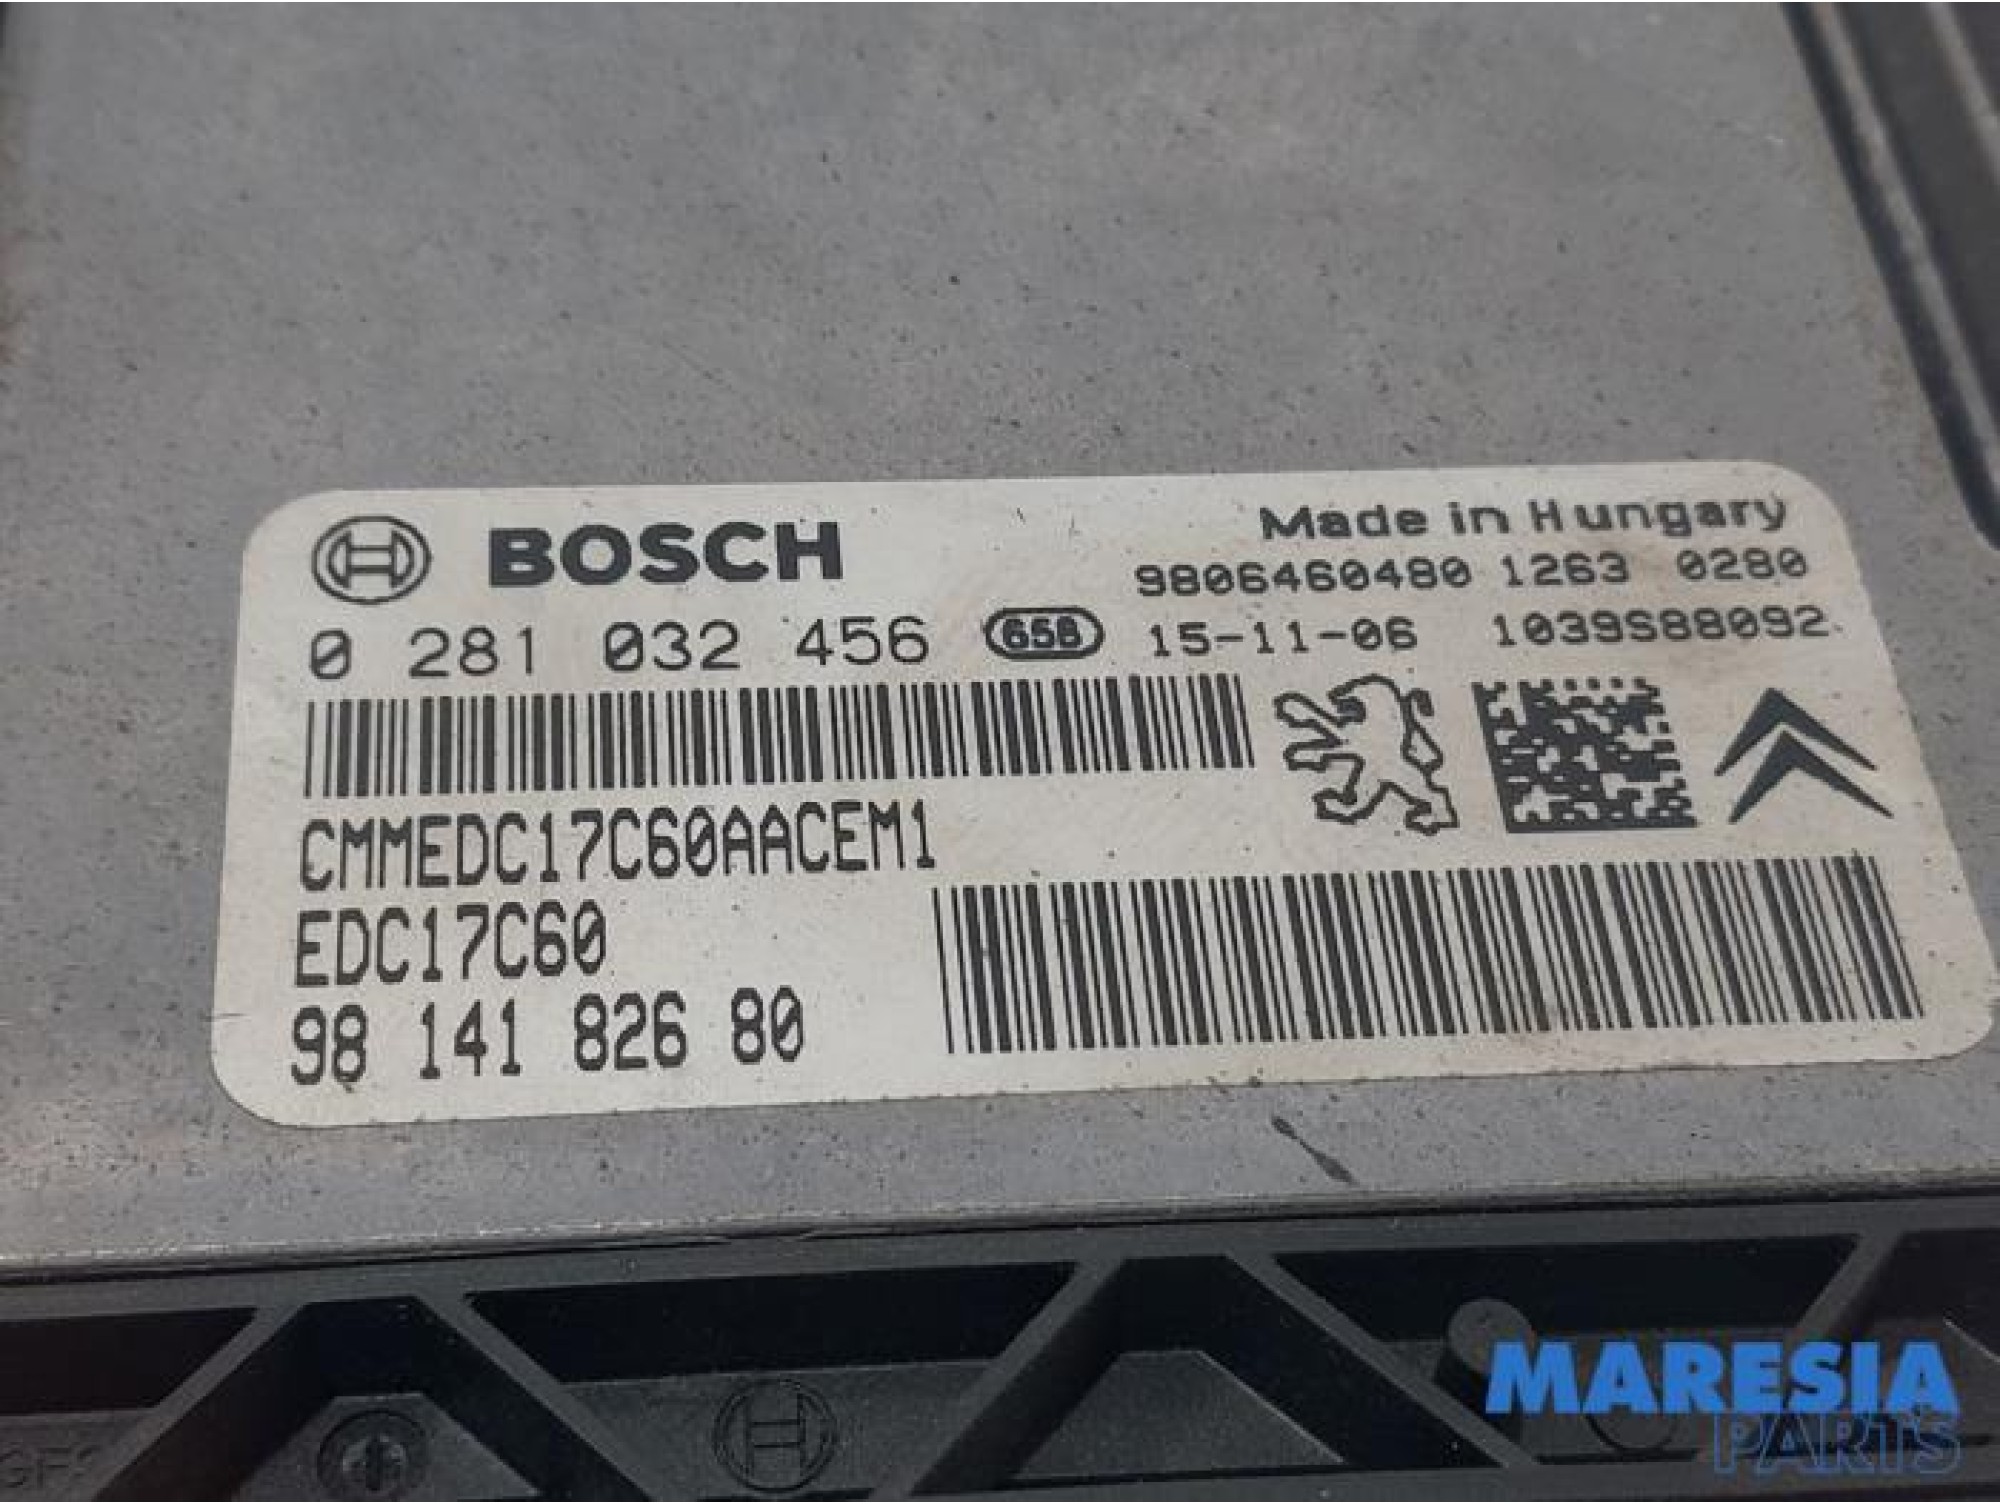 BOSCH
Made in Hungary
9806460480 1263 0280
0 281 032 456 658 15-11-06 1039S88092
CMMEDC17C60AACEM1
EDC17C60
98 141 826 80
MARESIA
PARTS